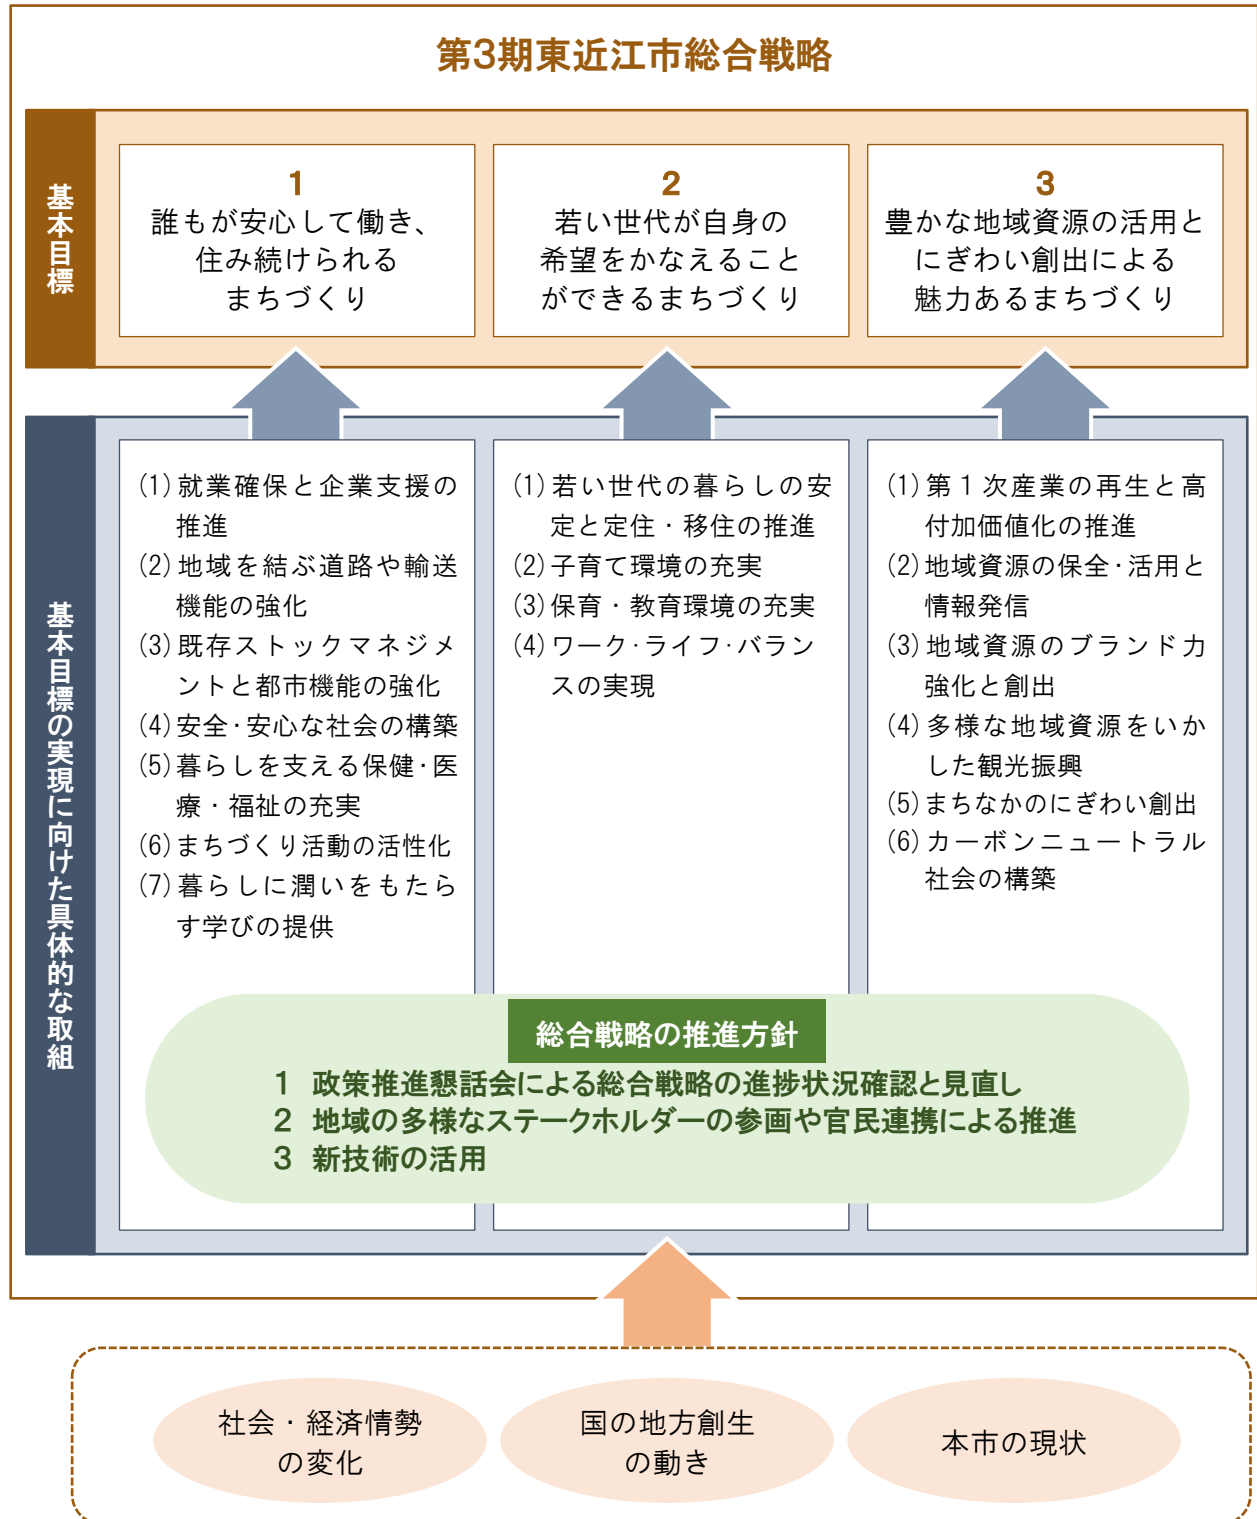 第3期東近江市総合戦略
基本目標
1
誰もが安心して働き、
住み続けられる
まちづくり
2
若い世代が自身の
希望をかなえること
ができるまちづくり
3
豊かな地域資源の活用と
にぎわい創出による
魅力あるまちづくり
基本目標の実現に向けた具体的な取組
(1)就業確保と企業支援の
推進
(2)地域を結ぶ道路や輸送
機能の強化
(3)既存ストックマネジメ
ントと都市機能の強化
(4)安全・安心な社会の構築
(5)暮らしを支える保健・医
療・福祉の充実
(6)まちづくり活動の活性化
(7)暮らしに潤いをもたら
す学びの提供
(1)若い世代の暮らしの安
定と定住・移住の推進
(2)子育て環境の充実
(3)保育・教育環境の充実
(4)ワーク・ライフ・バラン
スの実現
(1)第1次産業の再生と高
付加価値化の推進
(2)地域資源の保全・活用と
情報発信
(3)地域資源のブランド力
強化と創出
(4)多様な地域資源をいか
した観光振興
(5)まちなかのにぎわい創出
(6)カーボンニュートラル
社会の構築
総合戦略の推進方針
1 政策推進懇話会による総合戦略の進捗状況確認と見直し
2 地域の多様なステークホルダーの参画や官民連携による推進
3 新技術の活用
社会・経済情勢
の変化
国の地方創生
の動き
本市の現状